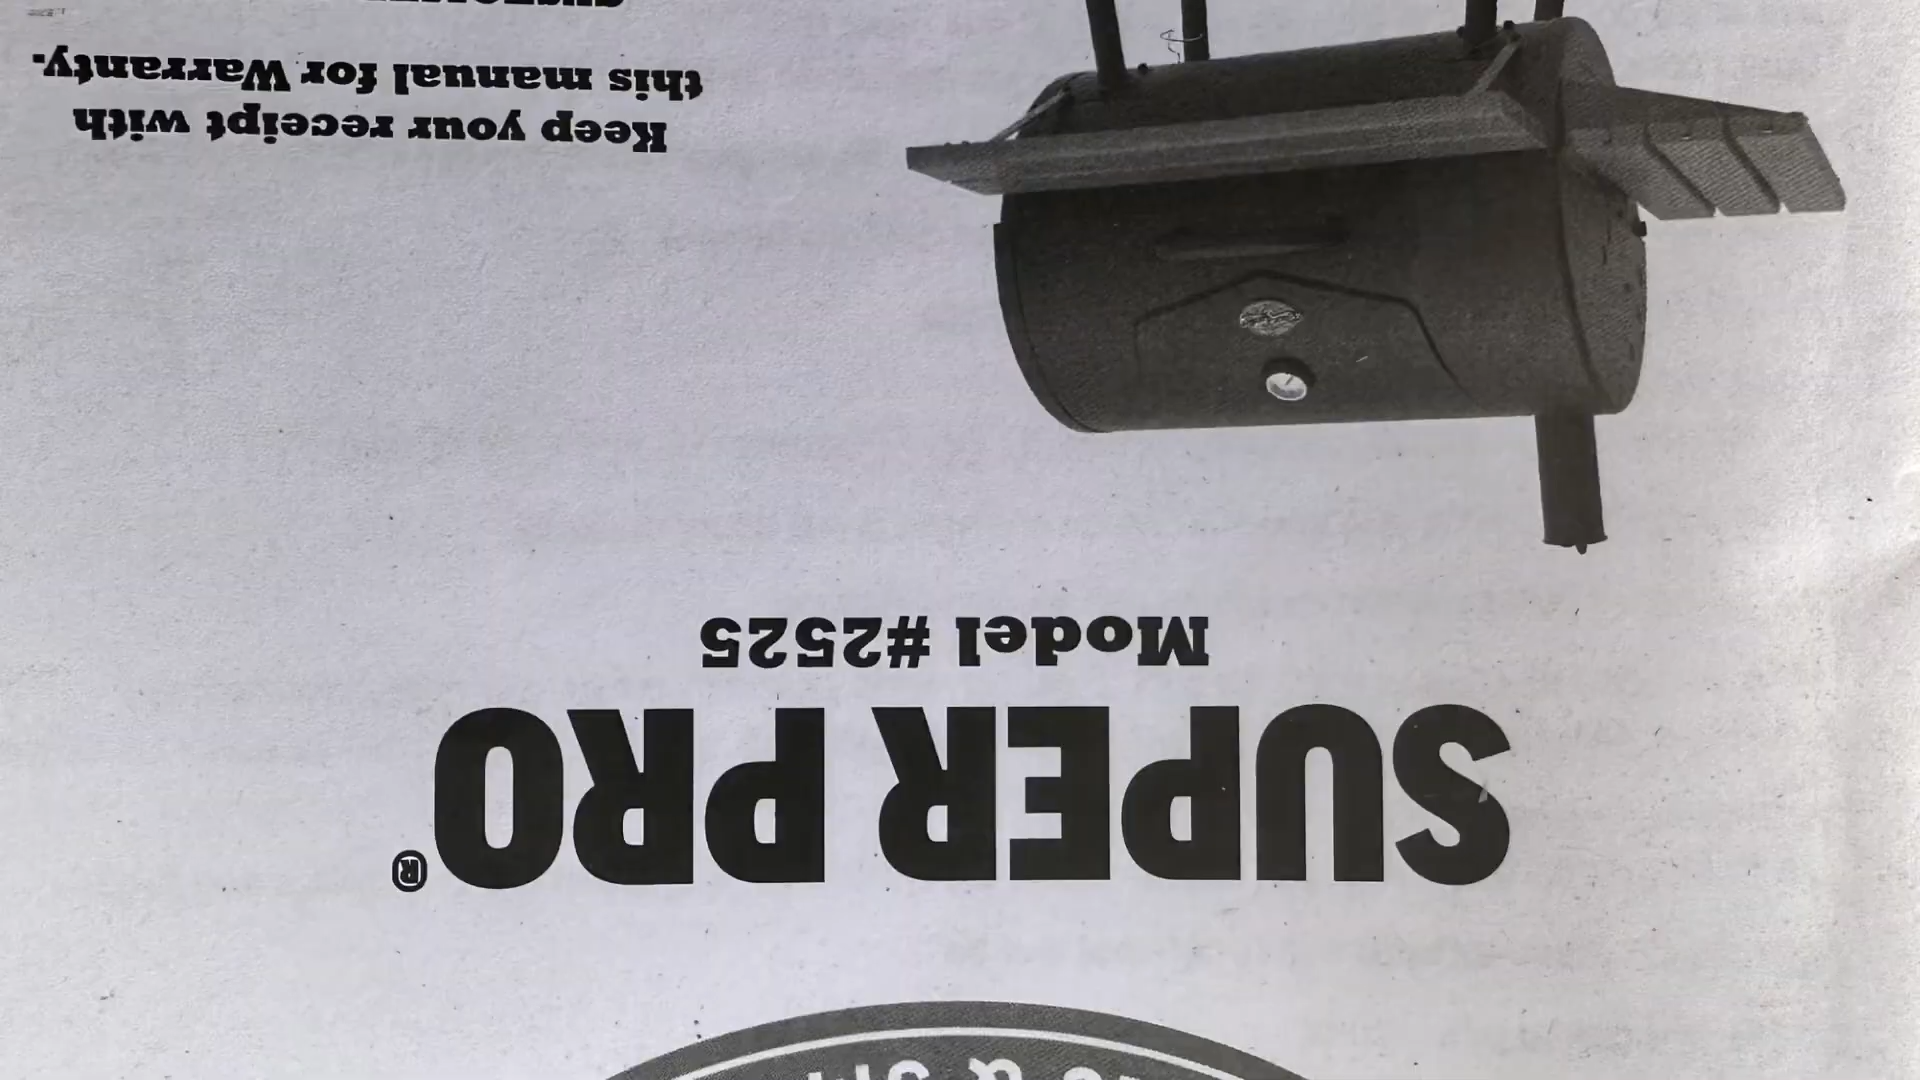 SUPER PRO®
Model #2525
Keep your receipt with
this manual for Warranty.